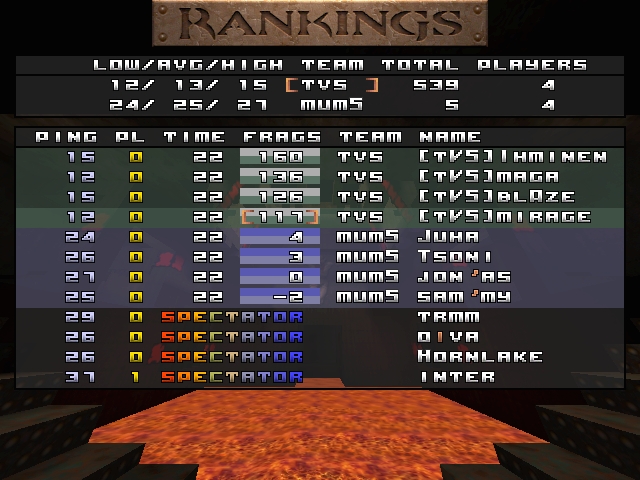 RANKINGS
LOW/AVG/HIGH TEAM TOTAL PLAYERS
12/ 13/ 15 [TVS ] 539 4
24/ 25/ 27 MUMS 5 4
PING PL TIME FRAGS TEAM NAME
15 0 22 160 TVS [TVS]IHMINEN
12 0 22 136 TVS [TVS]MAGA
15 0 22 126 TVS [TVS]BLAZE
12 0 22 [117] TVS [TVS]MIRAGE
24 0 22 4 MUMS JUHA
26 0 22 3 MUMS TSONI
27 0 22 0 MUMS JON'AS
25 0 22 -2 MUMS SAM'MY
29 0 SPECTATOR TRMM
26 0 SPECTATOR O!VA
26 0 SPECTATOR HORNLAKE
37 1 SPECTATOR INTER